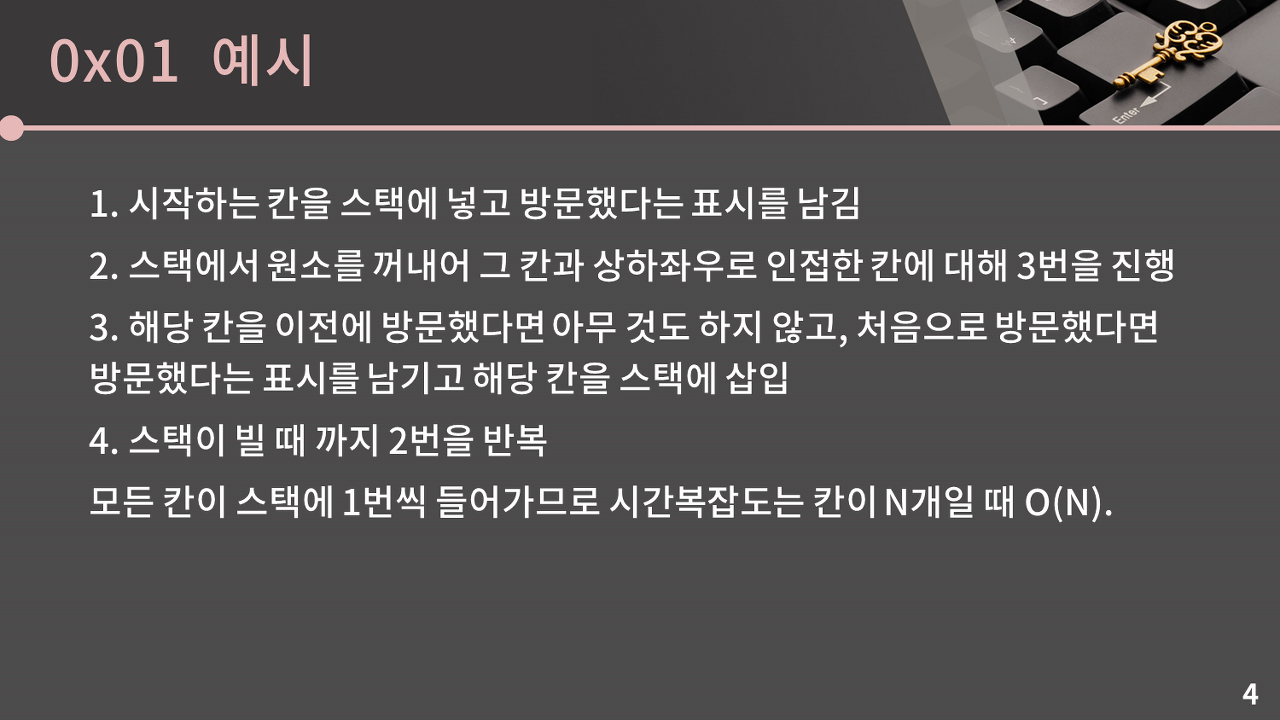 0x01 예시
Enter
1. 시작하는 칸을 스택에 넣고 방문했다는 표시를 남김
2. 스택에서 원소를 꺼내어 그 칸과 상하좌우로 인접한 칸에 대해 3번을 진행
3. 해당 칸을 이전에 방문했다면 아무 것도 하지 않고, 처음으로 방문했다면
방문했다는 표시를 남기고 해당 칸을 스택에 삽입
4. 스택이 빌 때 까지 2번을 반복
모든 칸이 스택에 1번씩 들어가므로 시간복잡도는 칸이 N개일 때 O(N).
4